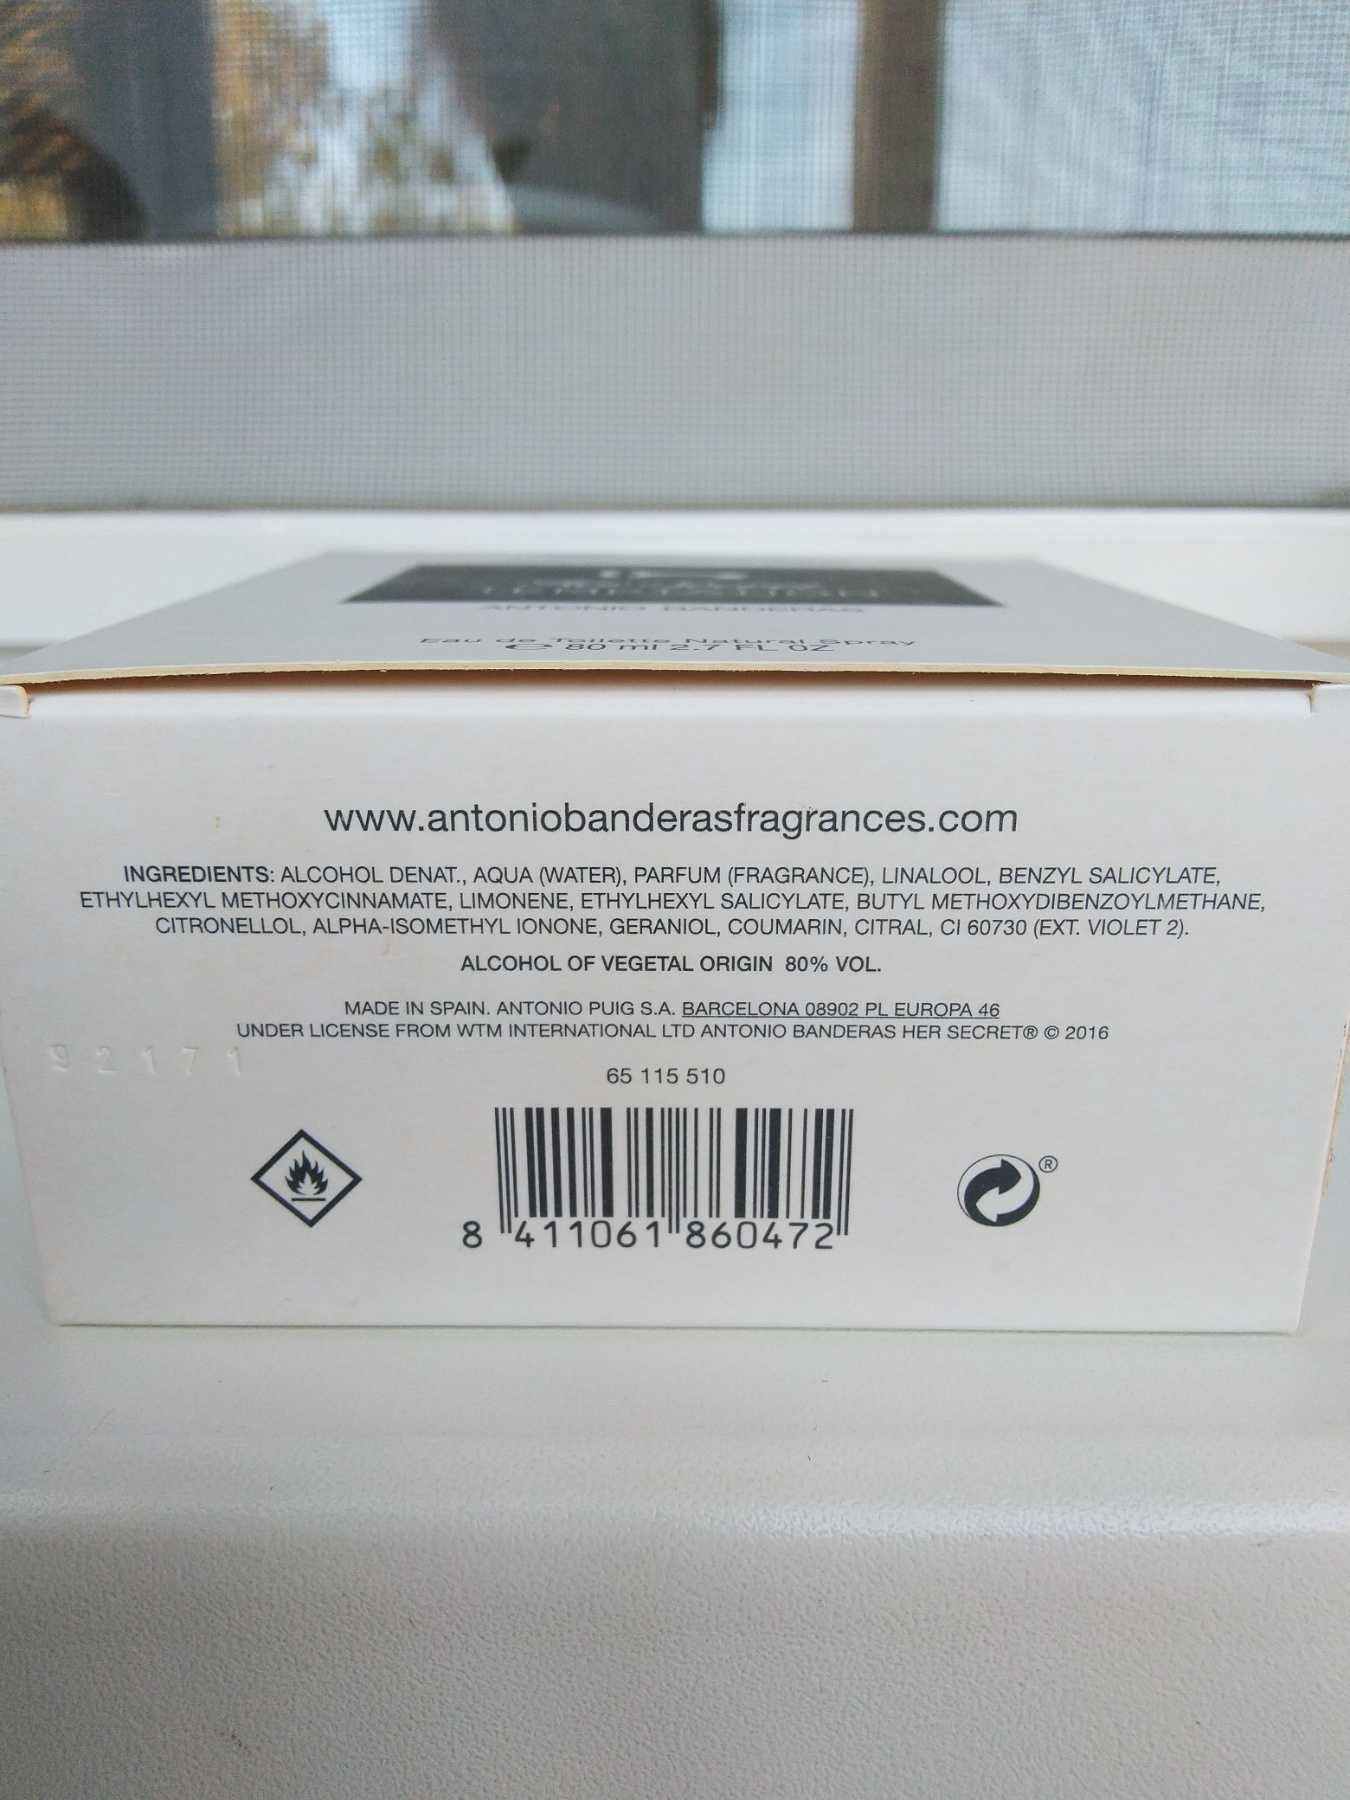 TEMPTATION
ANTONIO BANDERAS
Eau de Toilette Natural Spray
℮ 80 ml 2.7 FL OZ
www.antoniobanderasfragrances.com
INGREDIENTS: ALCOHOL DENAT., AQUA (WATER), PARFUM (FRAGRANCE), LINALOOL, BENZYL SALICYLATE,
ETHYLHEXYL METHOXYCINNAMATE, LIMONENE, ETHYLHEXYL SALICYLATE, BUTYL METHOXYDIBENZOYLMETHANE,
CITRONELLOL, ALPHA-ISOMETHYL IONONE, GERANIOL, COUMARIN, CITRAL, CI 60730 (EXT. VIOLET 2).
ALCOHOL OF VEGETAL ORIGIN 80% VOL.
MADE IN SPAIN. ANTONIO PUIG S.A. BARCELONA 08902 PL EUROPA 46
UNDER LICENSE FROM WTM INTERNATIONAL LTD ANTONIO BANDERAS HER SECRET® © 2016
92171
65 115 510
®
8 411061 860472